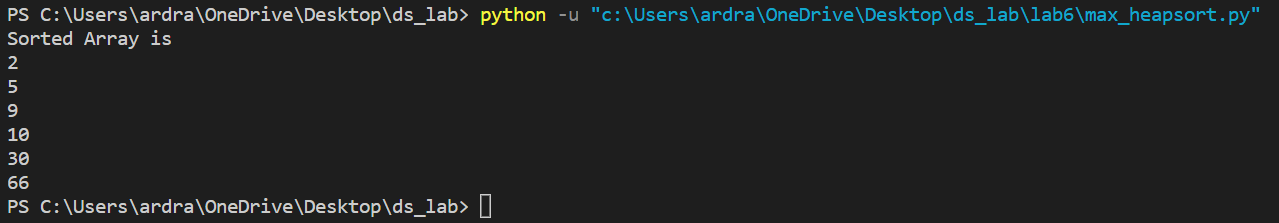 PS C:\Users\ardra\OneDrive\Desktop\ds_lab> python -u "c:\Users\ardra\OneDrive\Desktop\ds_lab\lab6\max_heapsort.py"
Sorted Array is
2
5
9
10
30
66
PS C:\Users\ardra\OneDrive\Desktop\ds_lab>